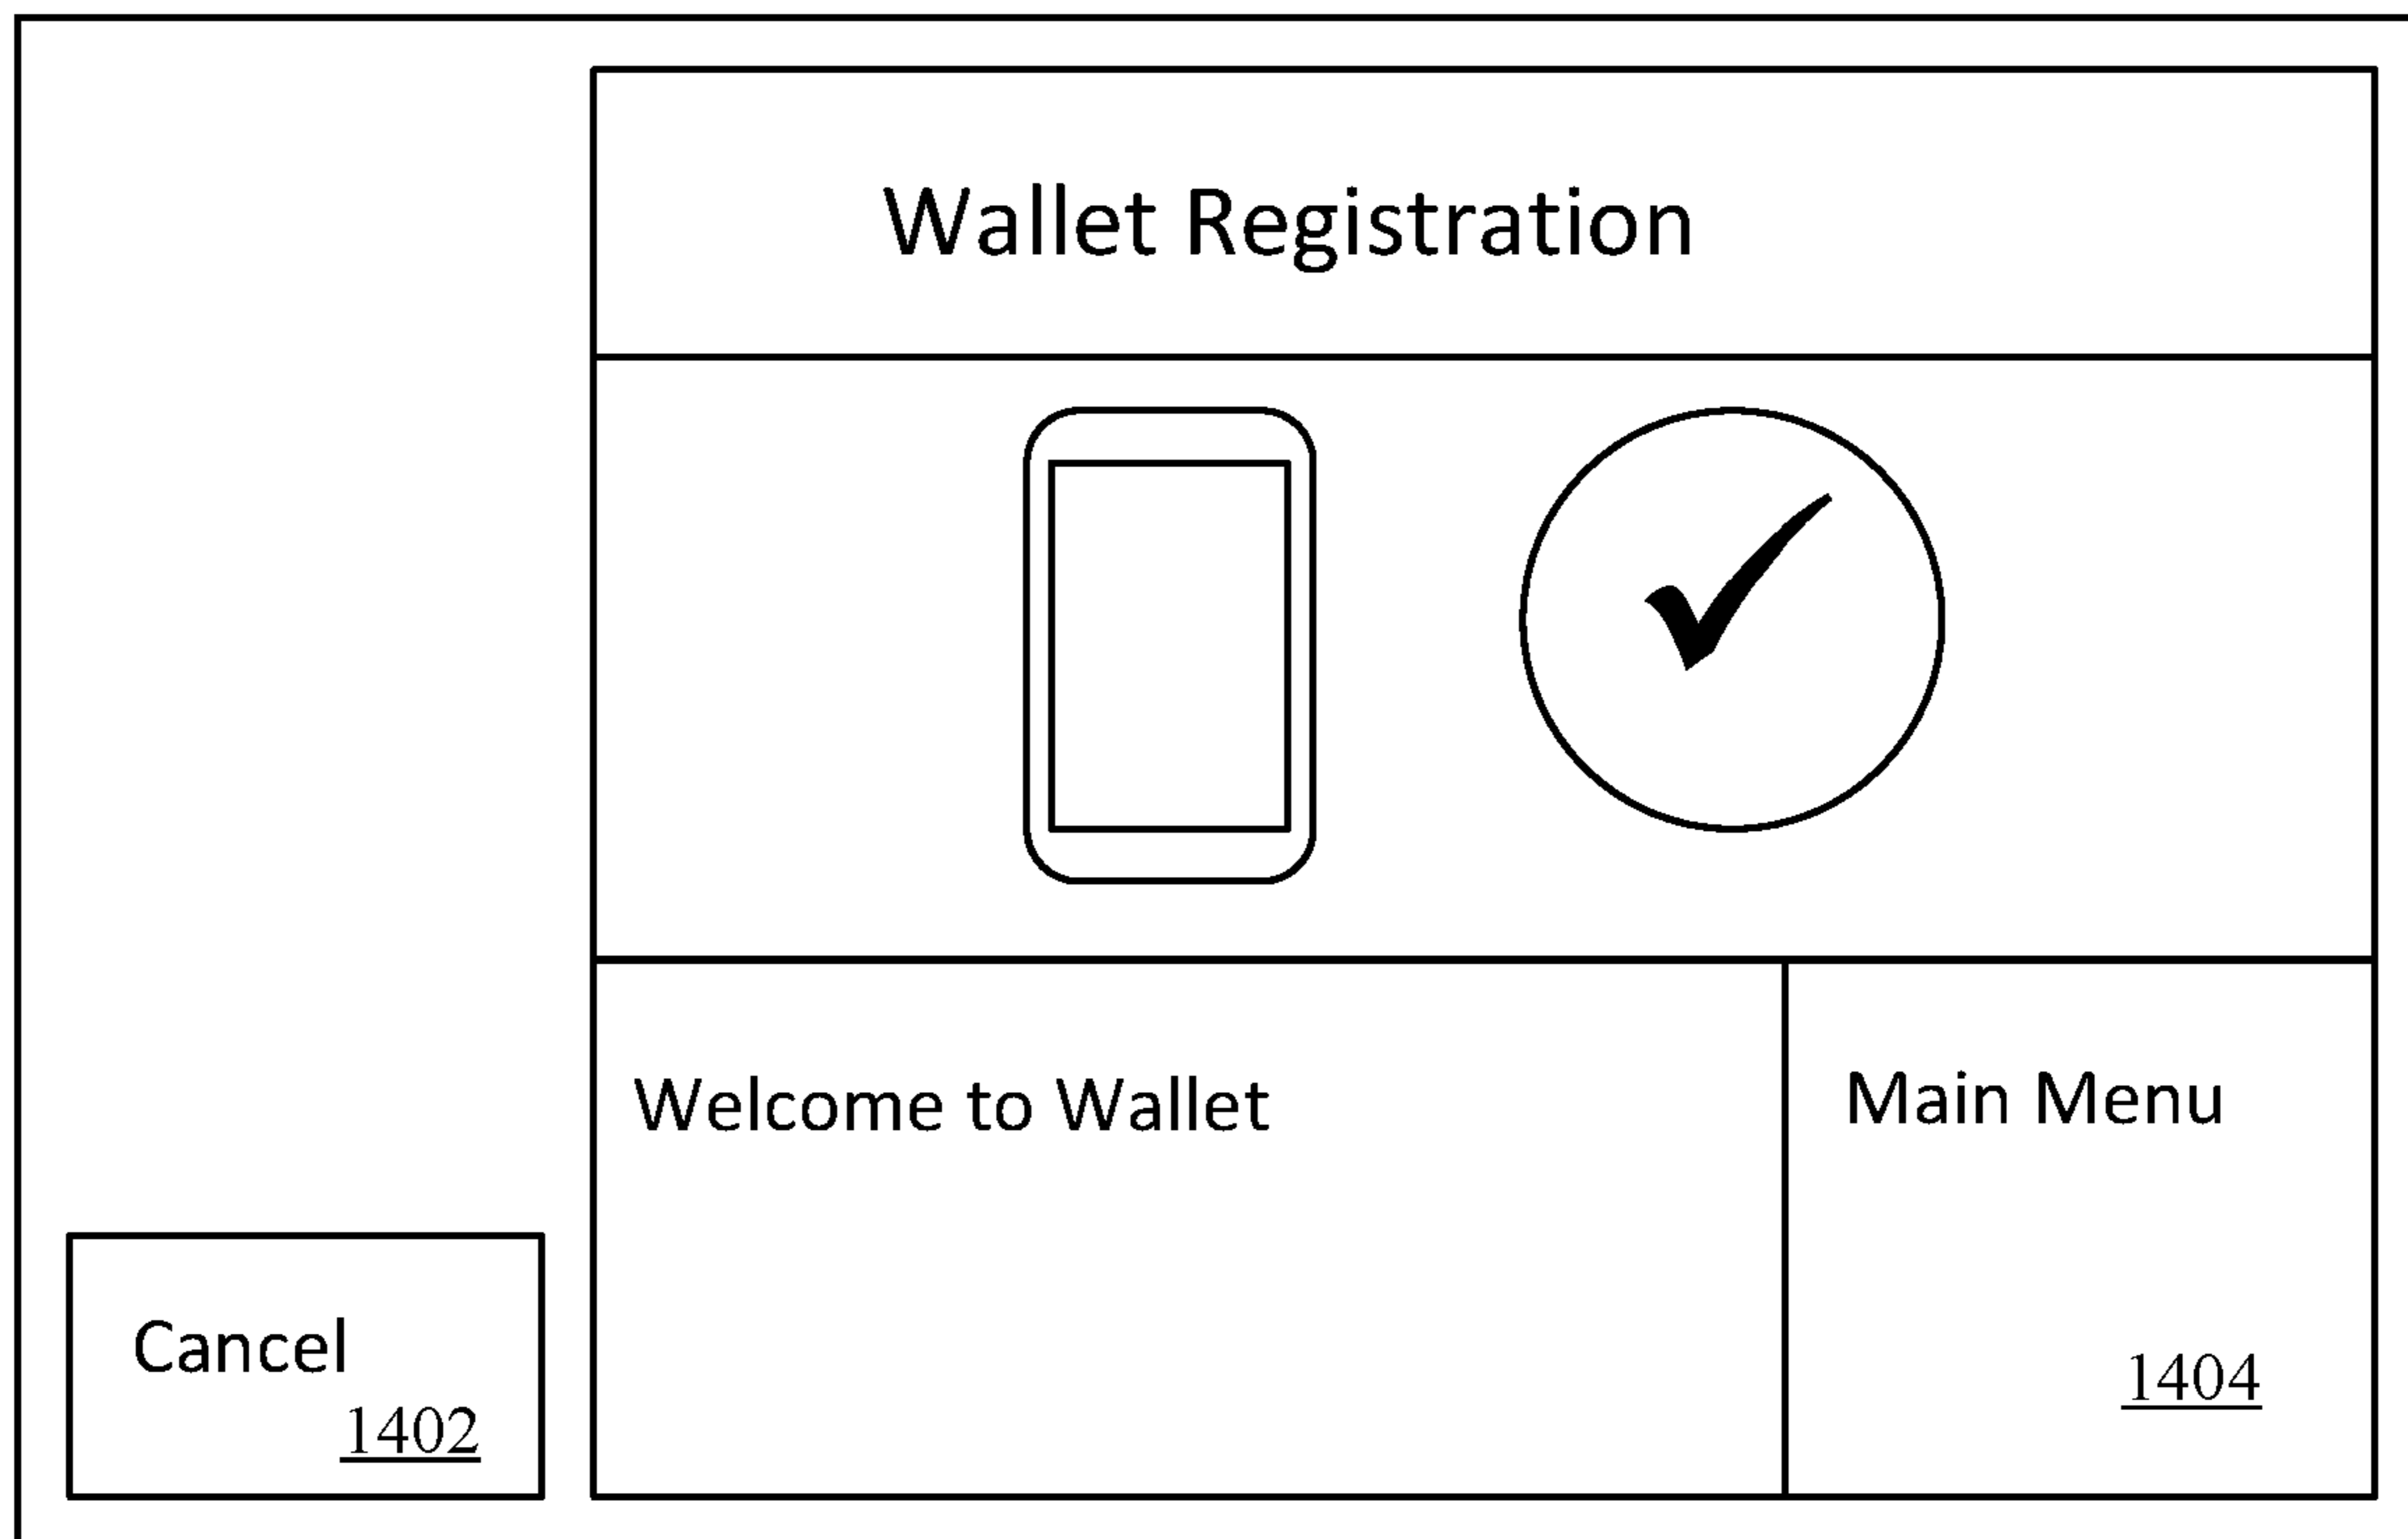 Wallet Registration
Welcome to Wallet
Main Menu
1404
Cancel
1402